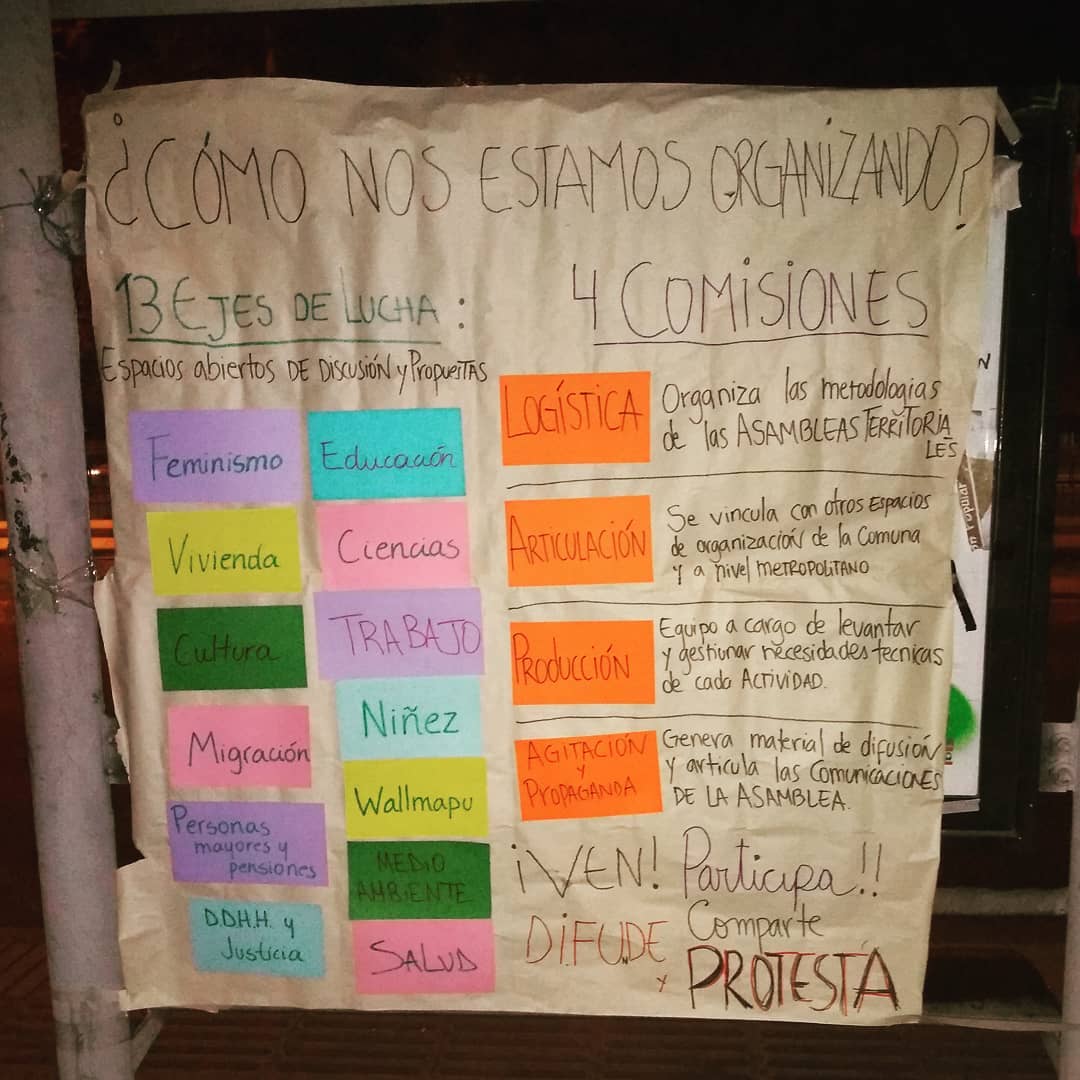 ¿CÓMO NOS ESTAMOS ORGANIZANDO?
13 EJES DE LUCHA :
ESPACIOS abiertos DE DISCUSIÓN y PROPUESTAS
Feminismo
Educación
Vivienda
Ciencias
Cultura
TRABAJO
Migración
Niñez
Personas
mayores y
pensiones
Wallmapu
MEDIO
AMBIENTE
D.D.H.H. y
Justicia
SALUD
4 COMISIONES
LOGÍSTICA
Organiza las metodologias
de las ASAMBLEAS TERRITORIA
LES
ARTICULACIÓN
Se vincula con otros ESPACIOS
de organización de la Comuna
y a nivel METROPOLITANO
PRODUCCIÓN
Equipo a cargo de levantar
y gestiunar necesidades tecnicas
de cada ACTIVIDAD.
AGITACIÓN
Y
PROPAGANDA
Genera material de difusión
y articula las Comunicaciones
DE LA ASAMBLEA.
¡VEN! Participa!!
DIFUNDE Comparte
Y PROTESTA